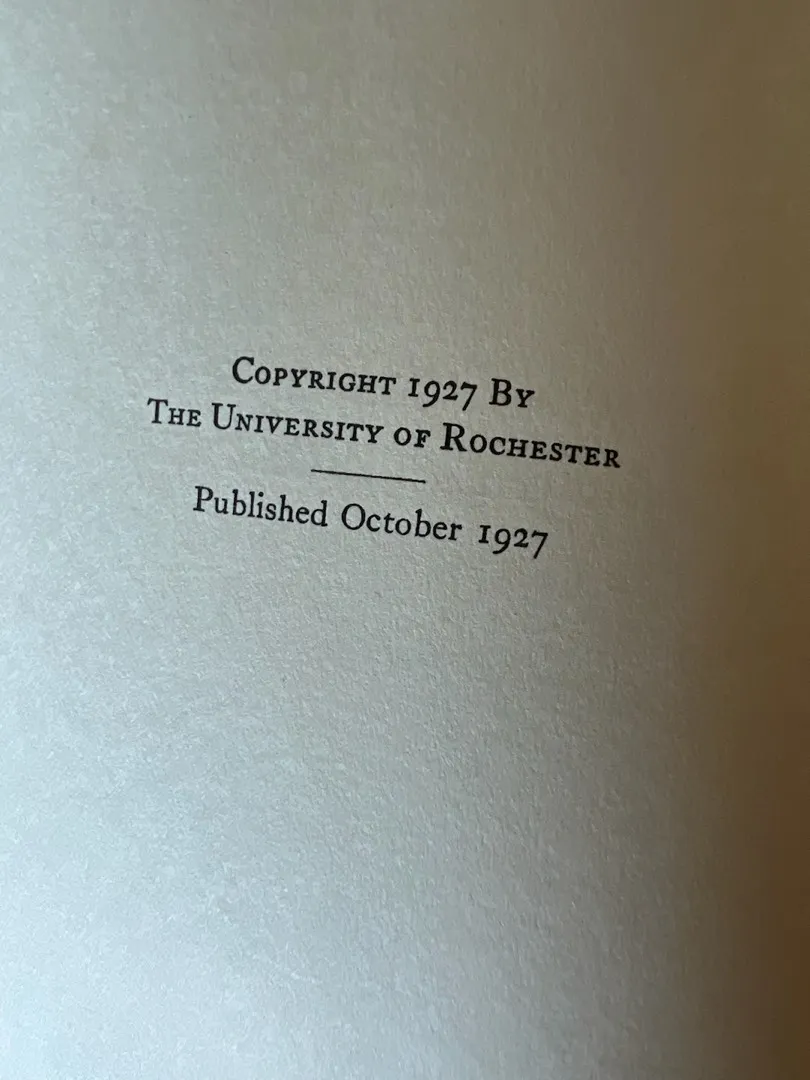 Copyright 1927 By
The University of Rochester
Published October 1927